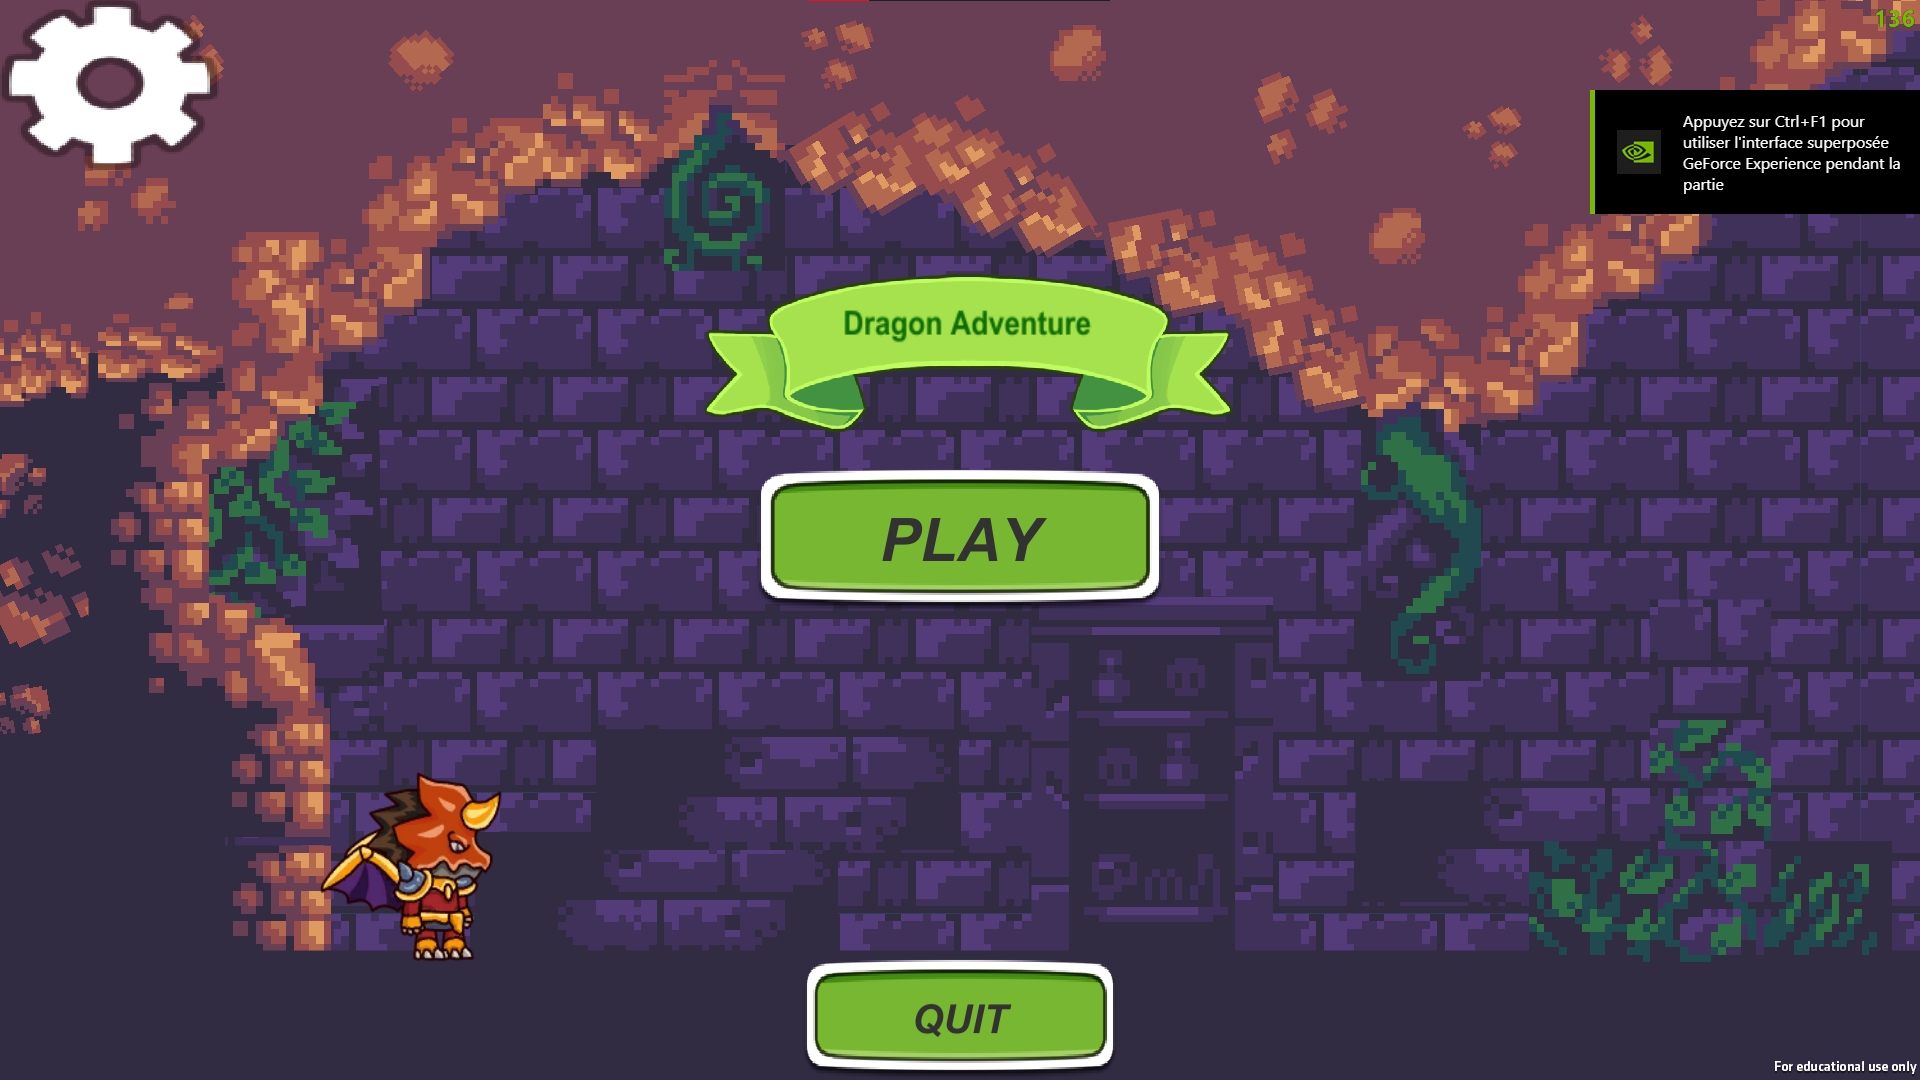 136
Appuyez sur Ctrl+F1 pour
utiliser l'interface superposée
GeForce Experience pendant la
partie
Dragon Adventure
PLAY
QUIT
For educational use only